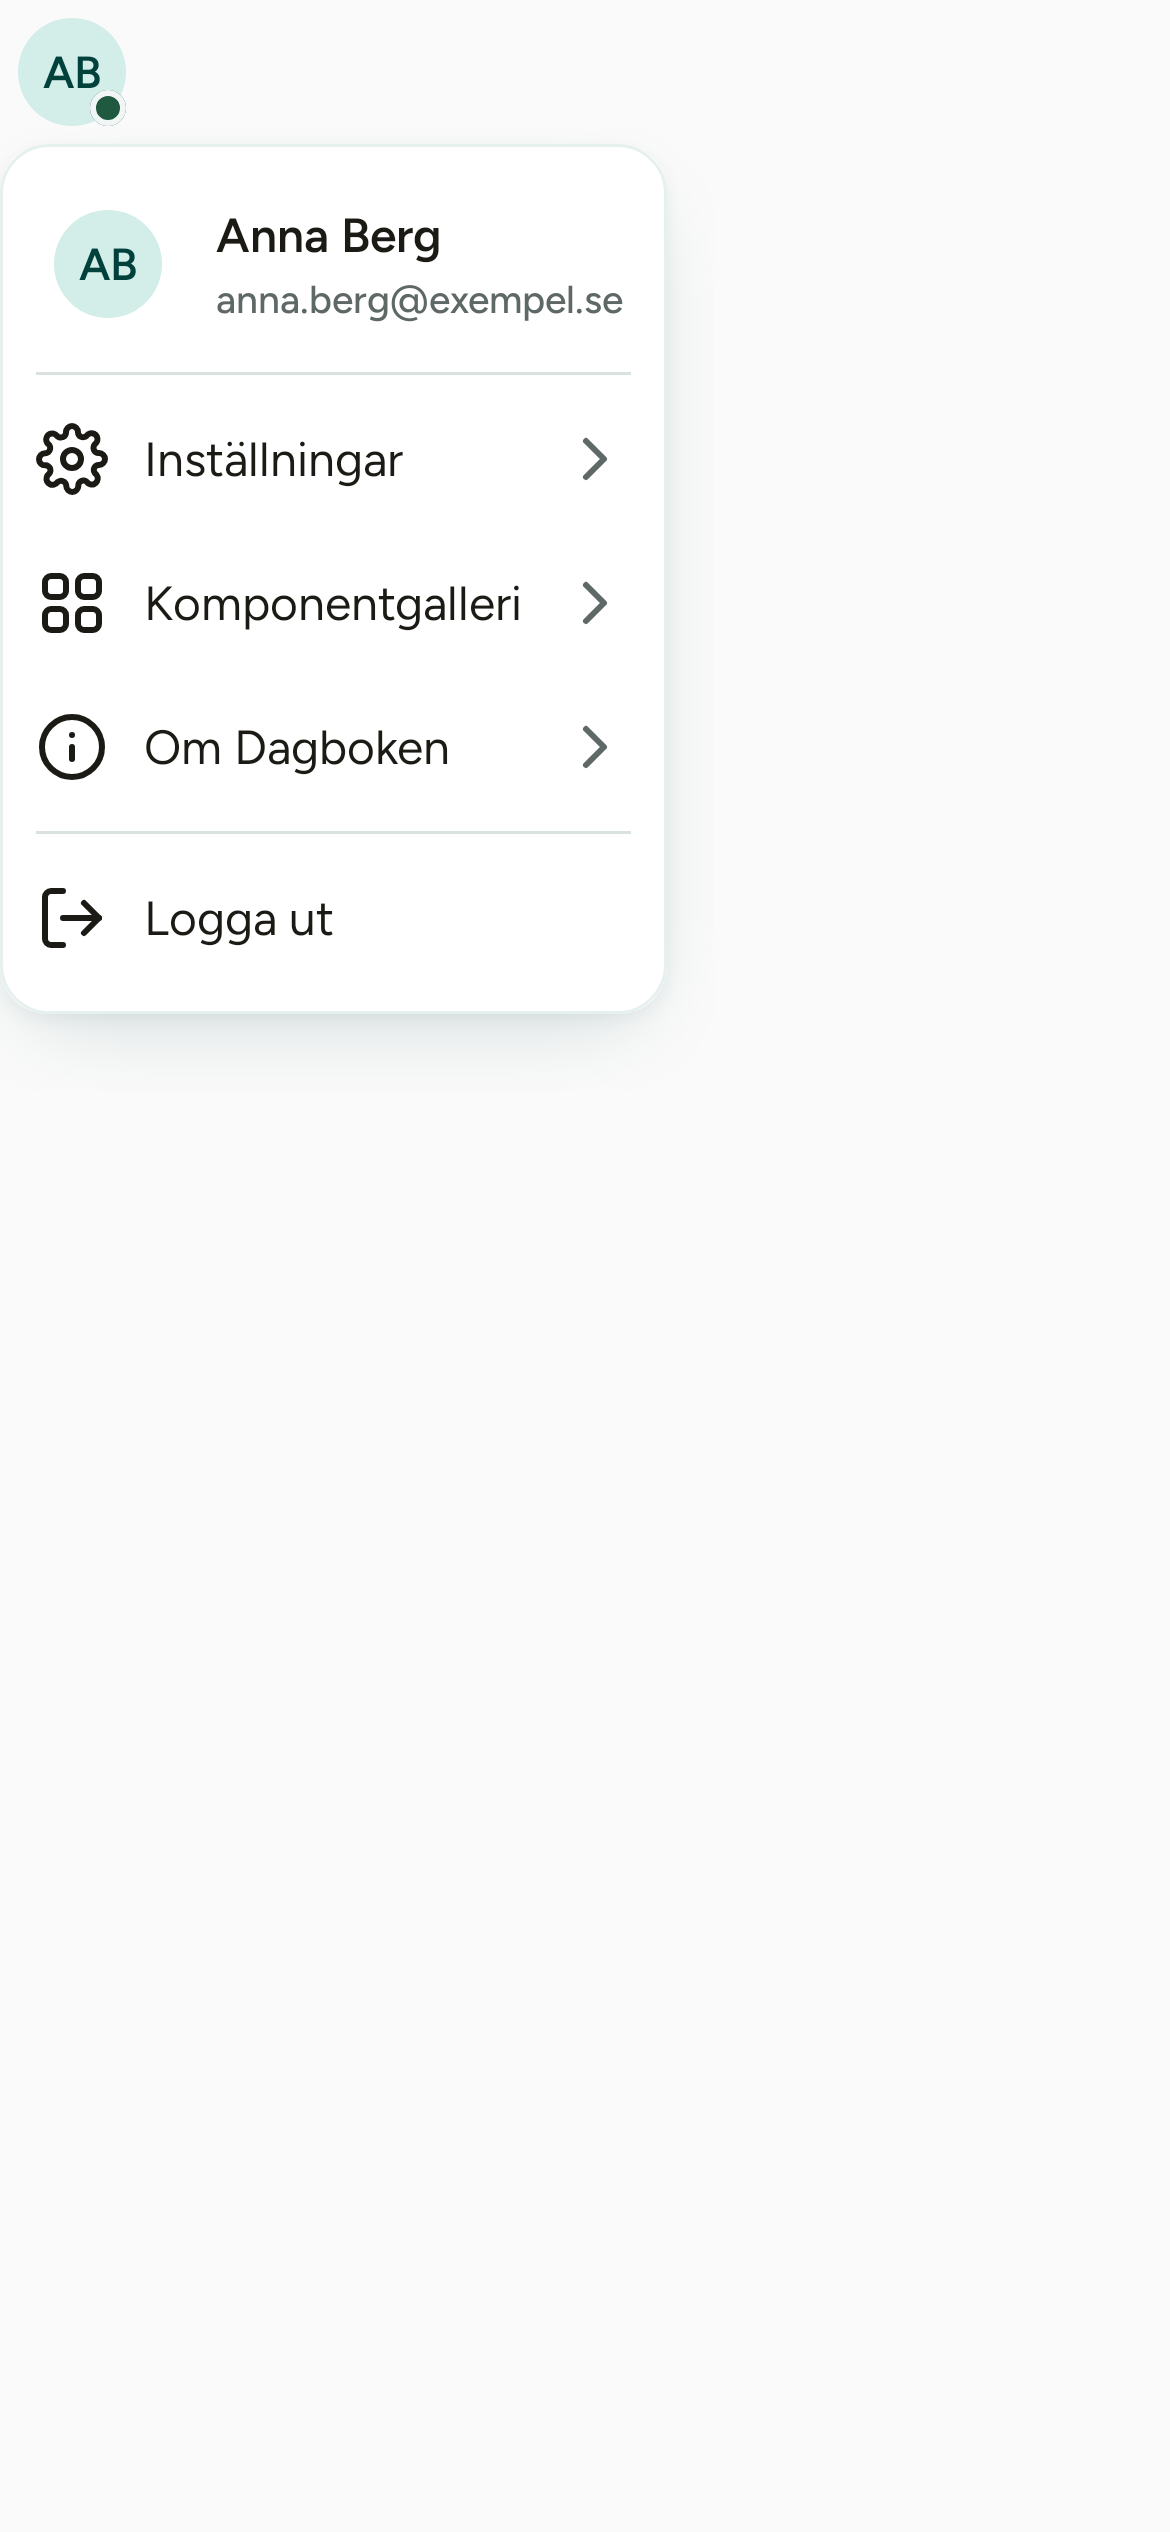 AB
AB
Anna Berg
anna.berg@exempel.se
Inställningar
Komponentgalleri
Om Dagboken
Logga ut